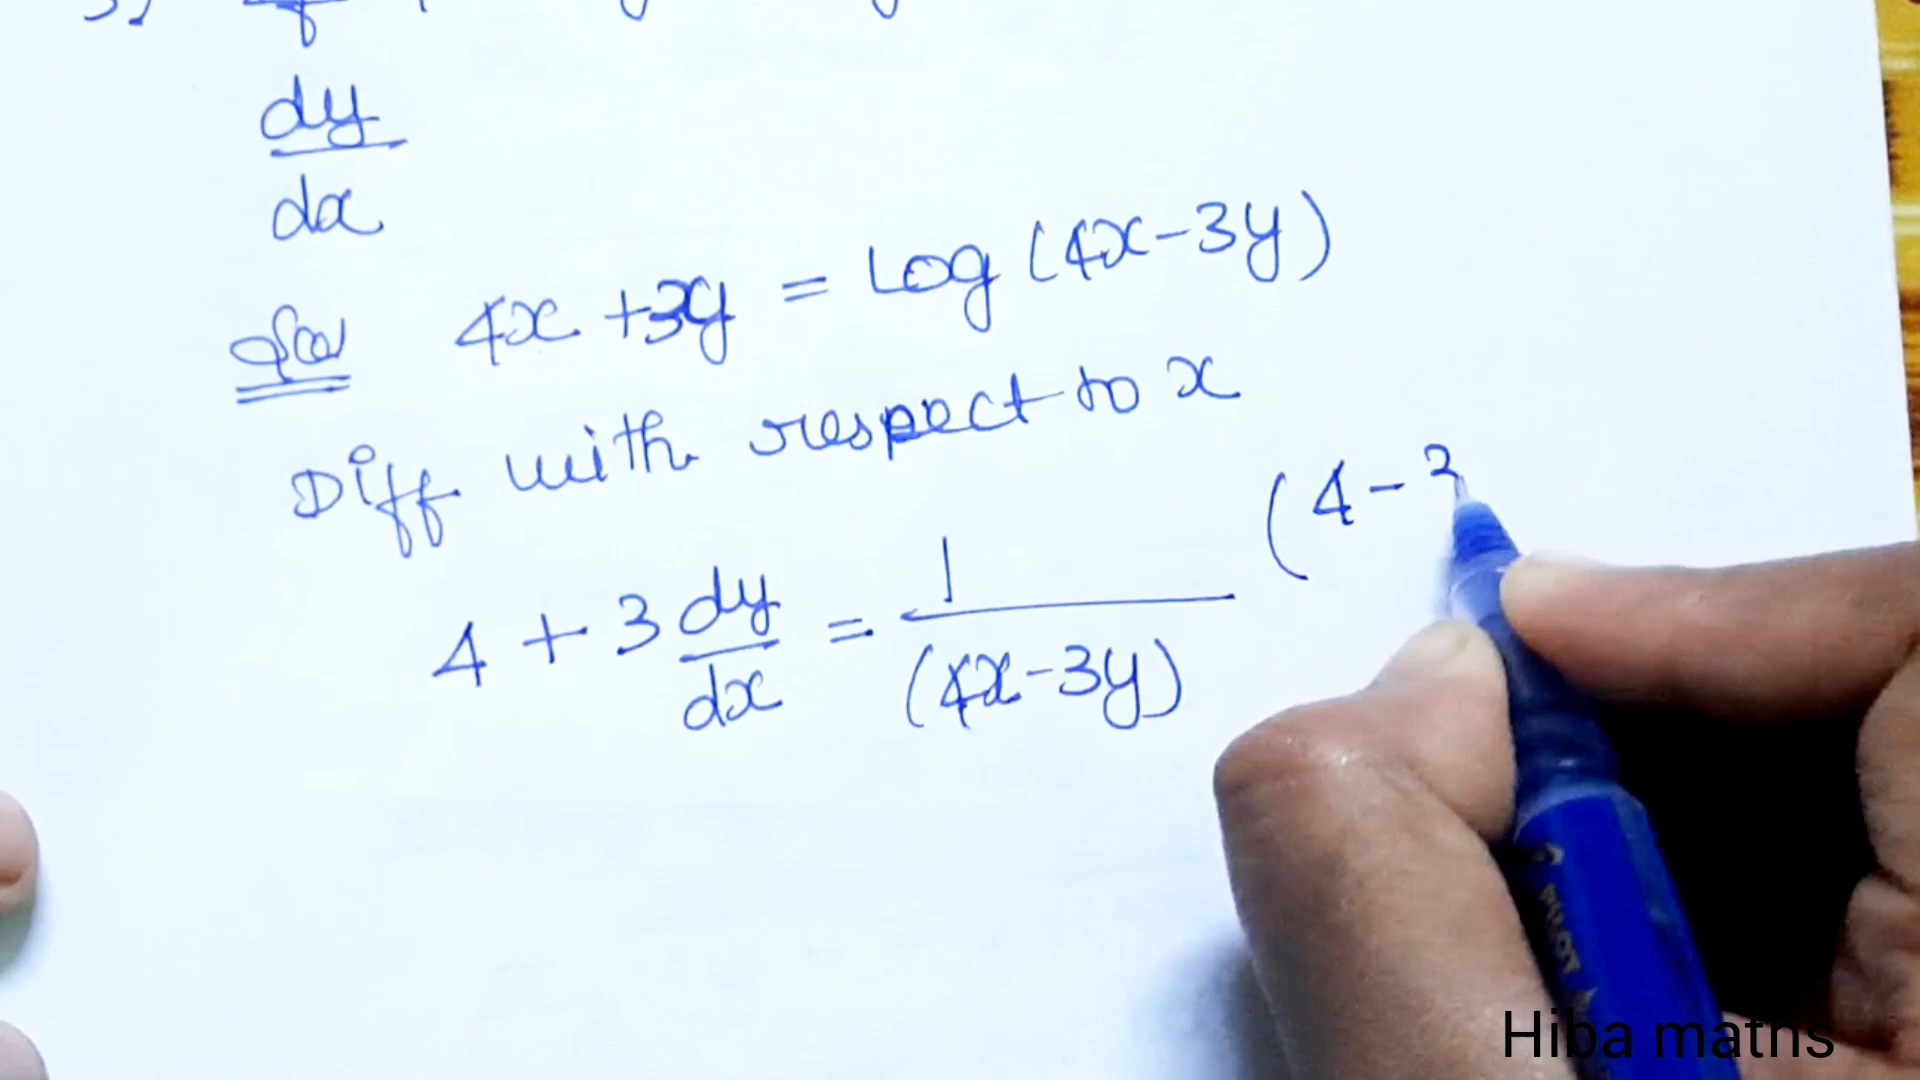 dy
dx
Sol 4x + 3y = Log (4x - 3y)
Diff with respect to x
4 + 3 dy/dx = 1/(4x - 3y) (4 - 3
PILOT
Hiba maths